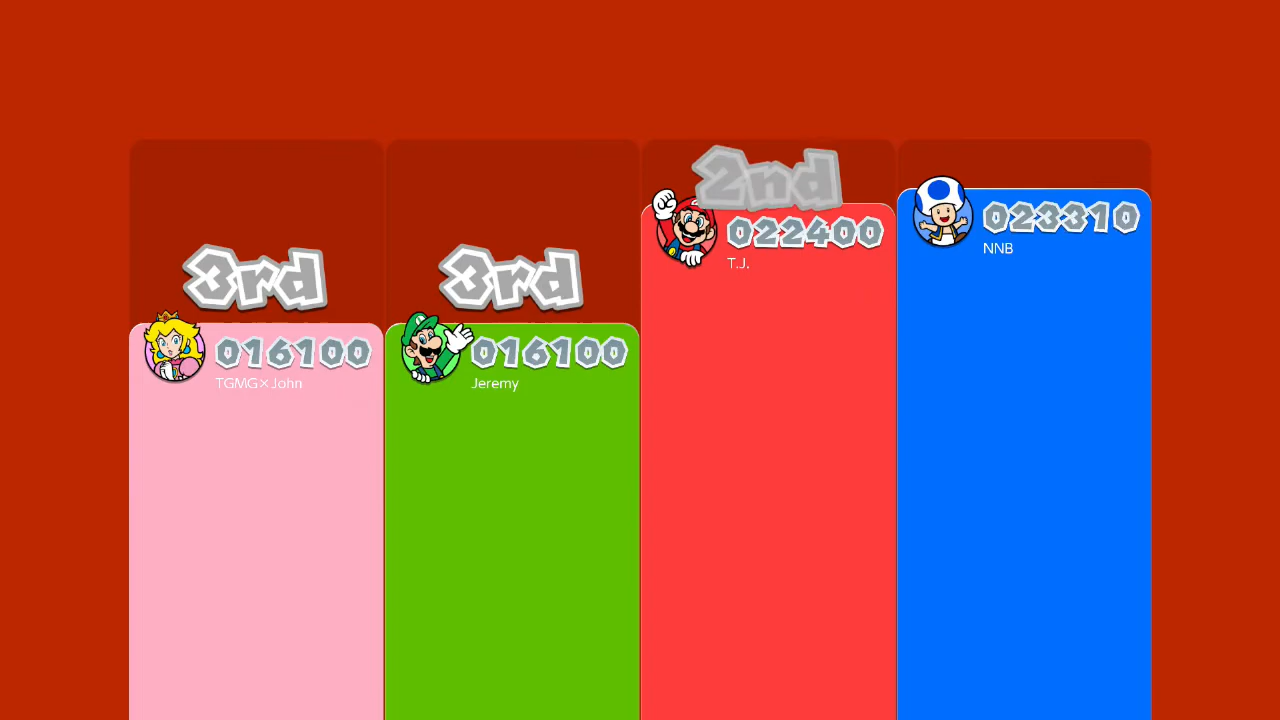 3rd
016100
TGMG×John
3rd
016100
Jeremy
2nd
022400
T.J.
023310
NNB